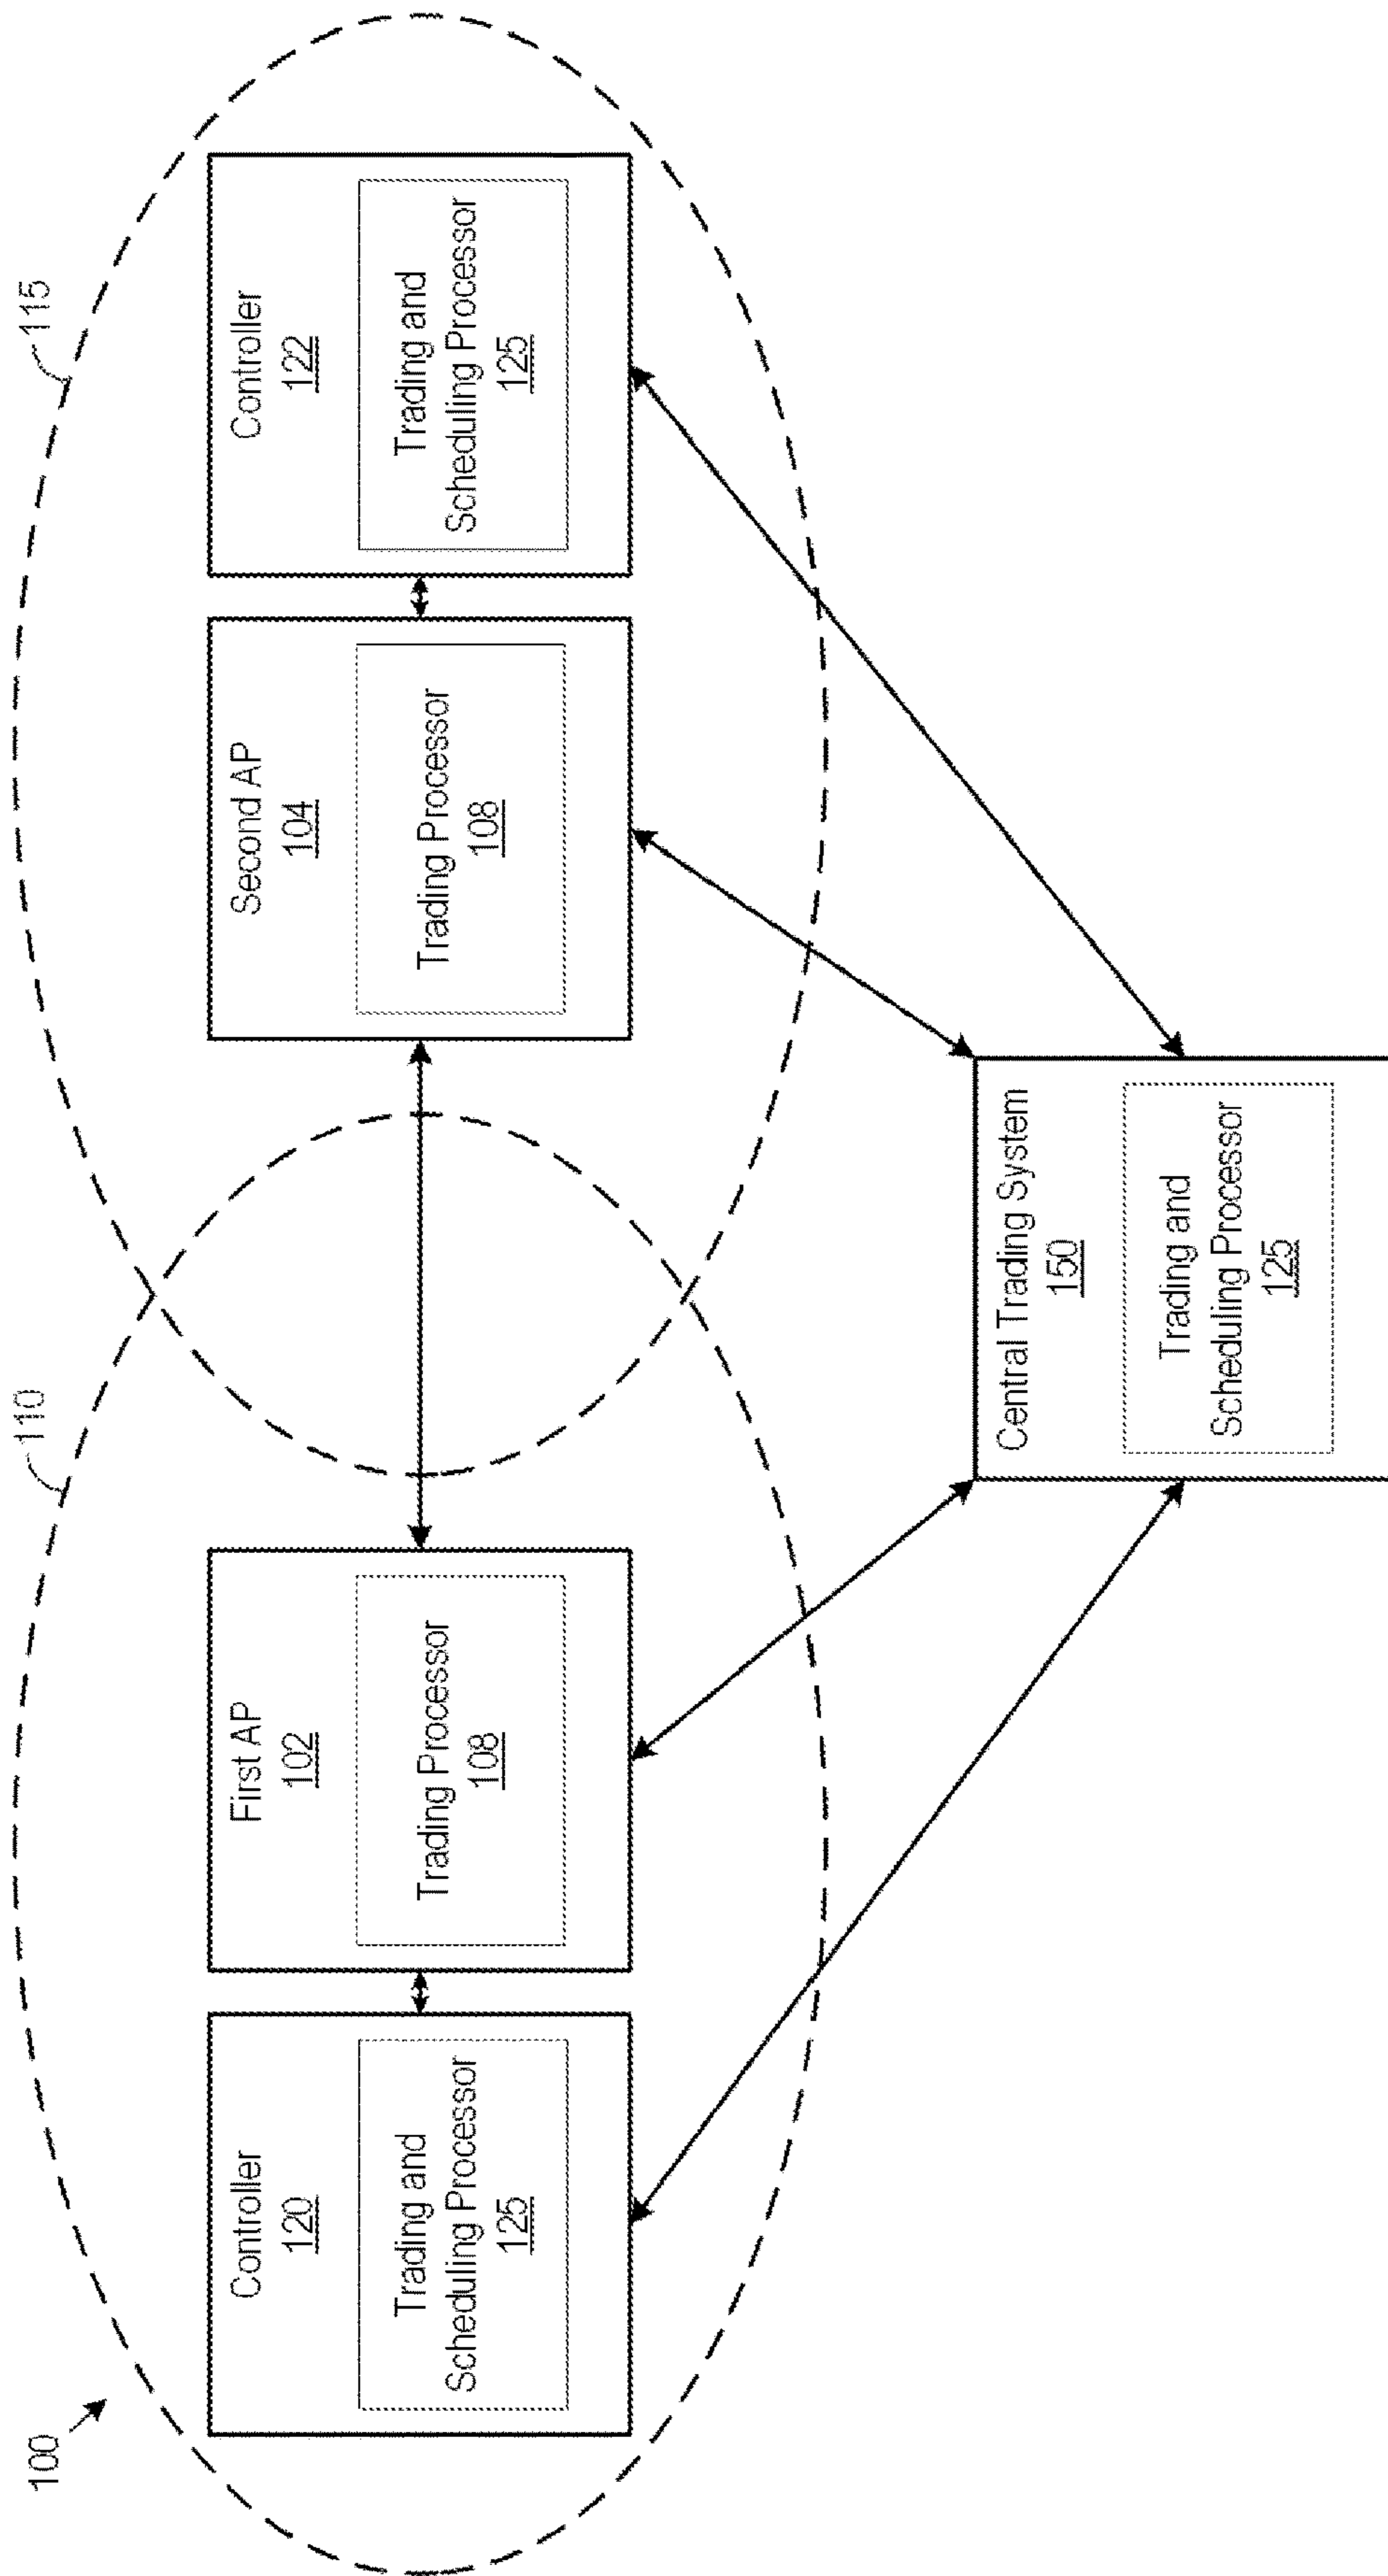 100
110
115
Controller
120
Trading and
Scheduling Processor
125
First AP
102
Trading Processor
108
Second AP
104
Trading Processor
108
Controller
122
Trading and
Scheduling Processor
125
Central Trading System
150
Trading and
Scheduling Processor
125